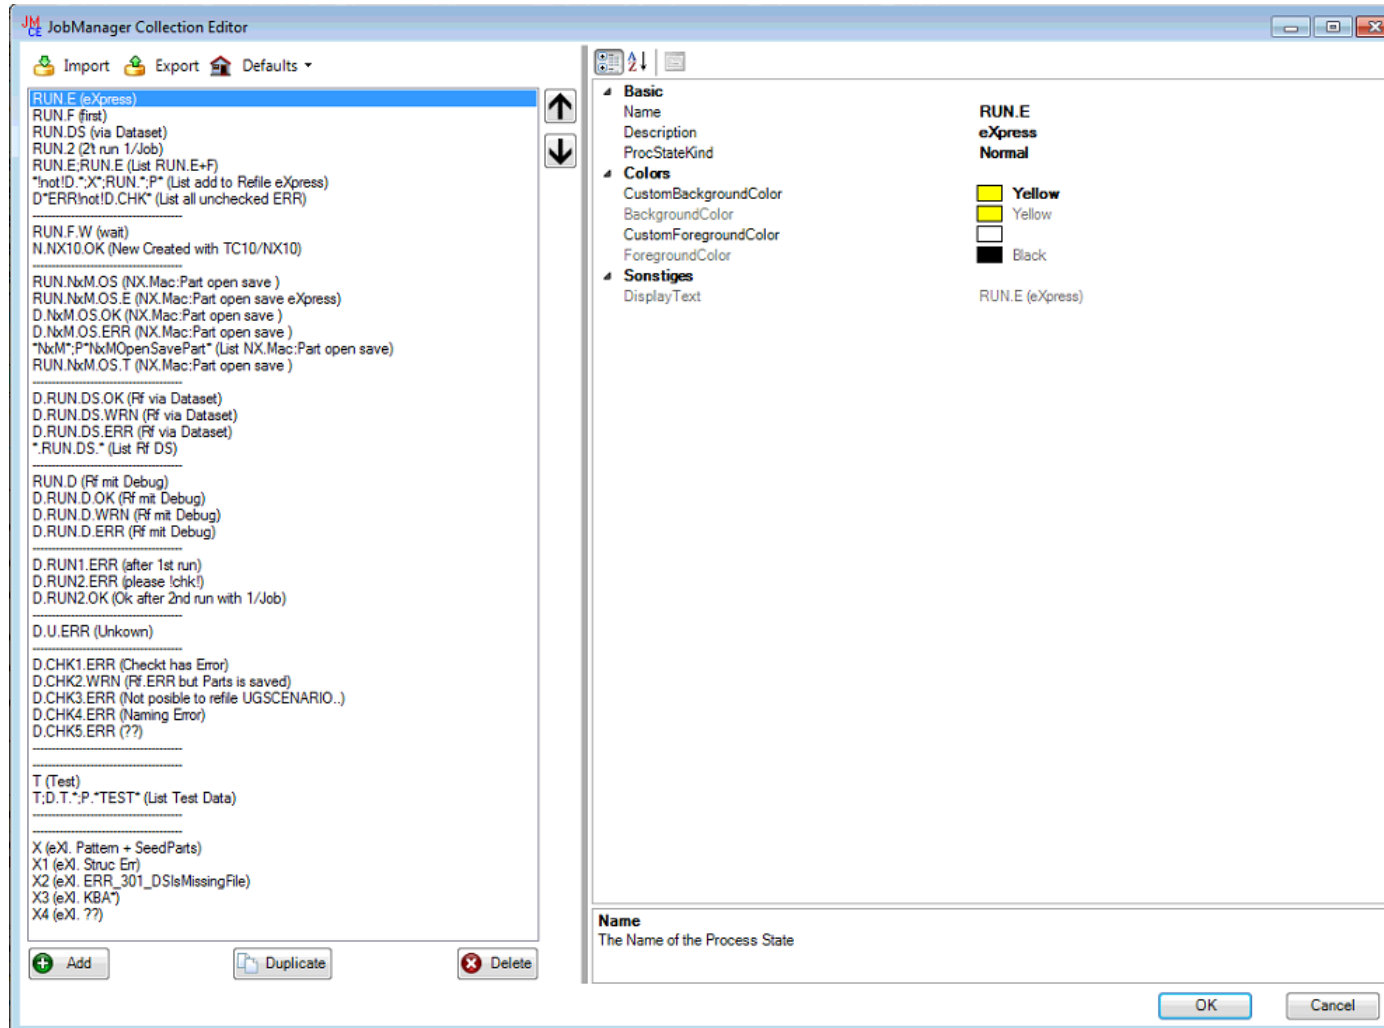 JM
CE JobManager Collection Editor
Import Export Defaults
RUN.E (eXpress)
RUN.F (first)
RUN.DS (via Dataset)
RUN.2 (2't run 1/Job)
RUN.E;RUN.E (List RUN.E+F)
*!not!D.*;X*;RUN.*;P* (List add to Refile eXpress)
D*ERR!not!D.CHK* (List all unchecked ERR)
----------------------------------------
RUN.F.W (wait)
N.NX10.OK (New Created with TC10/NX10)
----------------------------------------
RUN.NxM.OS (NX.Mac:Part open save )
RUN.NxM.OS.E (NX.Mac:Part open save eXpress)
D.NxM.OS.OK (NX.Mac:Part open save )
D.NxM.OS.ERR (NX.Mac:Part open save )
*NxM*;P*NxMOpenSavePart* (List NX.Mac:Part open save)
RUN.NxM.OS.T (NX.Mac:Part open save )
----------------------------------------
D.RUN.DS.OK (Rf via Dataset)
D.RUN.DS.WRN (Rf via Dataset)
D.RUN.DS.ERR (Rf via Dataset)
*.RUN.DS.* (List Rf DS)
----------------------------------------
RUN.D (Rf mit Debug)
D.RUN.D.OK (Rf mit Debug)
D.RUN.D.WRN (Rf mit Debug)
D.RUN.D.ERR (Rf mit Debug)
----------------------------------------
D.RUN1.ERR (after 1st run)
D.RUN2.ERR (please !chk!)
D.RUN2.OK (Ok after 2nd run with 1/Job)
----------------------------------------
D.U.ERR (Unkown)
----------------------------------------
D.CHK1.ERR (Checkt has Error)
D.CHK2.WRN (Rf.ERR but Parts is saved)
D.CHK3.ERR (Not posible to refile UGSCENARIO..)
D.CHK4.ERR (Naming Error)
D.CHK5.ERR (??)
----------------------------------------
----------------------------------------
T (Test)
T;D.T.*;P.*TEST* (List Test Data)
----------------------------------------
----------------------------------------
X (eXl. Pattern + SeedParts)
X1 (eXl. Struc Err)
X2 (eXl. ERR_301_DSIsMissingFile)
X3 (eXl. KBA*)
X4 (eXl. ??)
Add Duplicate Delete
A
Z
Basic
Name RUN.E
Description eXpress
ProcStateKind Normal
Colors
CustomBackgroundColor Yellow
BackgroundColor Yellow
CustomForegroundColor
ForegroundColor Black
Sonstiges
DisplayText RUN.E (eXpress)
Name
The Name of the Process State
OK Cancel